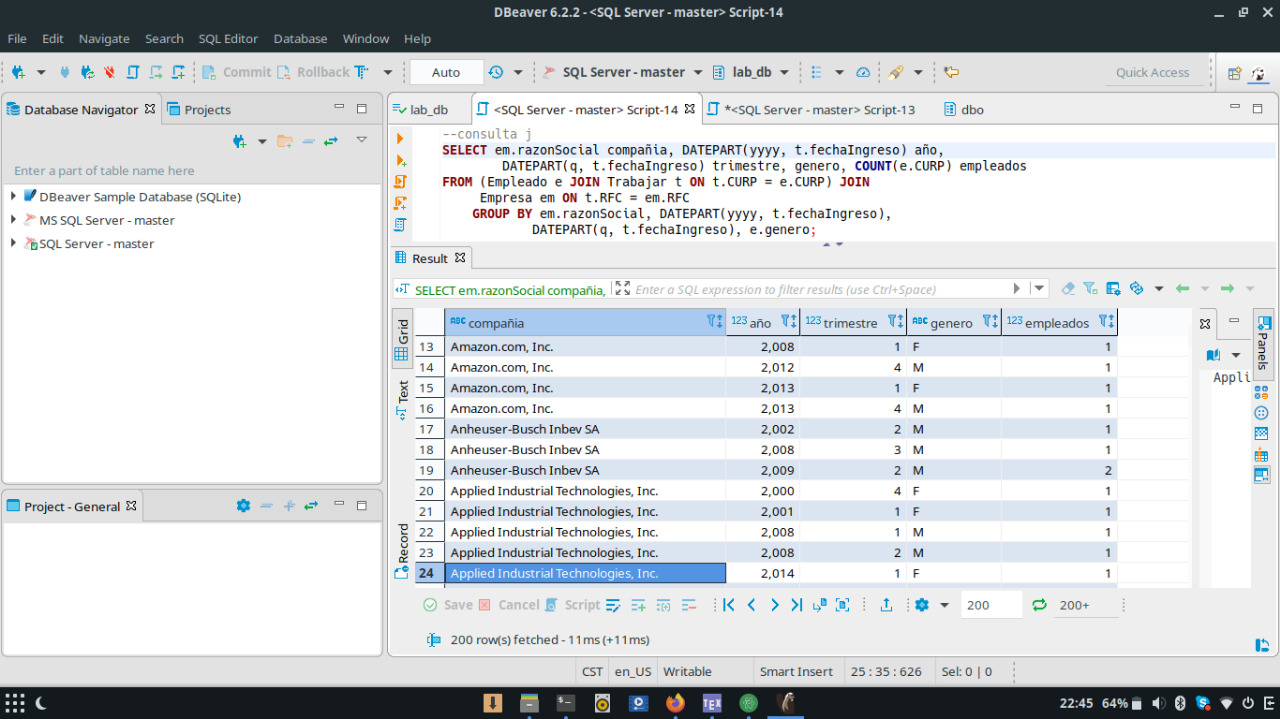 DBeaver 6.2.2 - <SQL Server - master> Script-14
File Edit Navigate Search SQL Editor Database Window Help
Commit Rollback Auto SQL Server - master lab_db Quick Access
Database Navigator Projects
Enter a part of table name here
DBeaver Sample Database (SQLite)
MS SQL Server - master
SQL Server - master
Project - General
lab_db <SQL Server - master> Script-14 *<SQL Server - master> Script-13 dbo
--consulta j
SELECT em.razonSocial compañia, DATEPART(yyyy, t.fechaIngreso) año,
DATEPART(q, t.fechaIngreso) trimestre, genero, COUNT(e.CURP) empleados
FROM (Empleado e JOIN Trabajar t ON t.CURP = e.CURP) JOIN
Empresa em ON t.RFC = em.RFC
GROUP BY em.razonSocial, DATEPART(yyyy, t.fechaIngreso),
DATEPART(q, t.fechaIngreso), e.genero;
Result
SELECT em.razonSocial compañia, Enter a SQL expression to filter results (use Ctrl+Space)
Grid
Text
Record
ABC compañia 123 año 123 trimestre ABC genero 123 empleados
13 Amazon.com, Inc. 2,008 1 F 1
14 Amazon.com, Inc. 2,012 4 M 1
15 Amazon.com, Inc. 2,013 1 F 1
16 Amazon.com, Inc. 2,013 4 M 1
17 Anheuser-Busch Inbev SA 2,002 2 M 1
18 Anheuser-Busch Inbev SA 2,008 3 M 1
19 Anheuser-Busch Inbev SA 2,009 2 M 2
20 Applied Industrial Technologies, Inc. 2,000 4 F 1
21 Applied Industrial Technologies, Inc. 2,001 1 F 1
22 Applied Industrial Technologies, Inc. 2,008 1 M 1
23 Applied Industrial Technologies, Inc. 2,008 2 M 1
24 Applied Industrial Technologies, Inc. 2,014 1 F 1
Appli
Panels
Save Cancel Script 200 200+
200 row(s) fetched - 11ms (+11ms)
CST en_US Writable Smart Insert 25 : 35 : 626 Sel: 0 | 0
TEX 22:45 64%